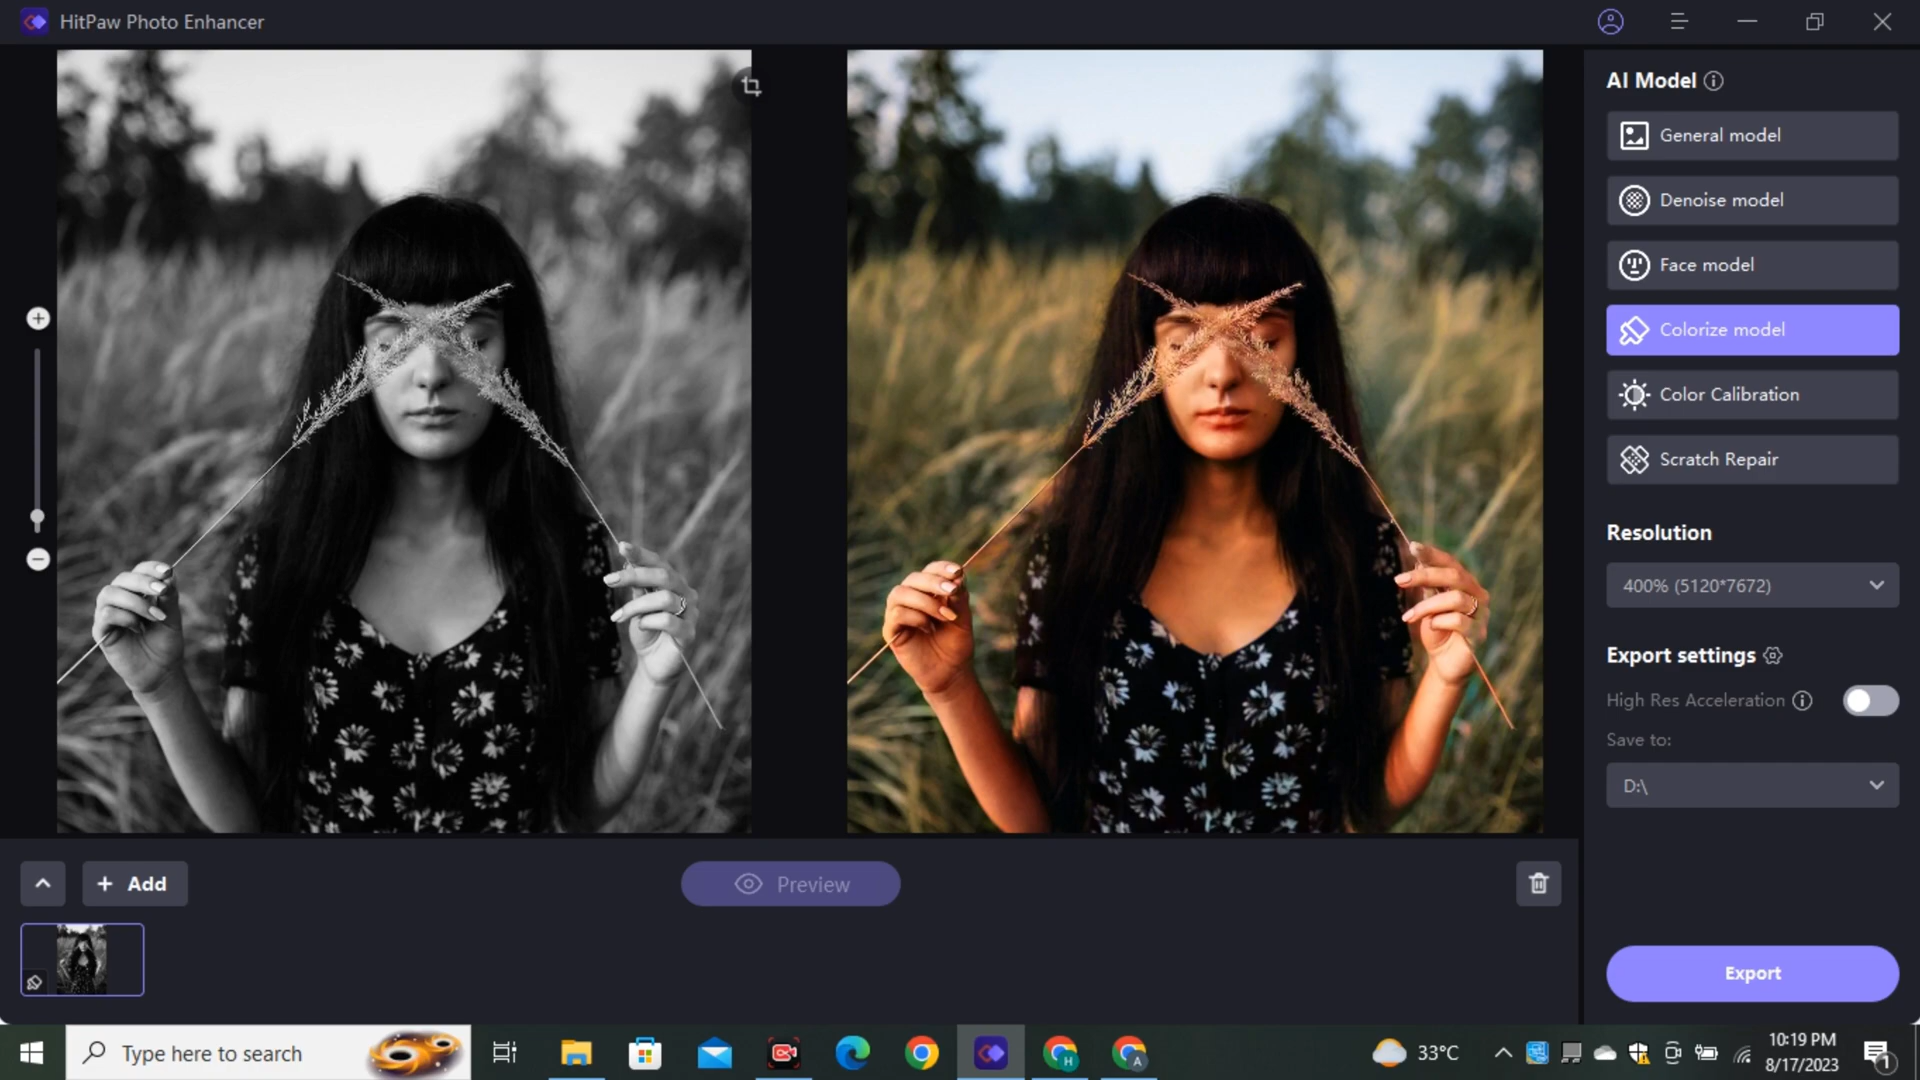 HitPaw Photo Enhancer
AI Model
General model
Denoise model
Face model
Colorize model
Color Calibration
Scratch Repair
Resolution
400% (5120*7672)
Export settings
High Res Acceleration
Save to:
D:\
Add
Preview
Export
Type here to search
H
A
33°C
10:19 PM
8/17/2023
1